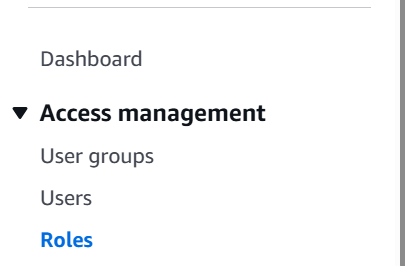 Dashboard
Access management
User groups
Users
Roles